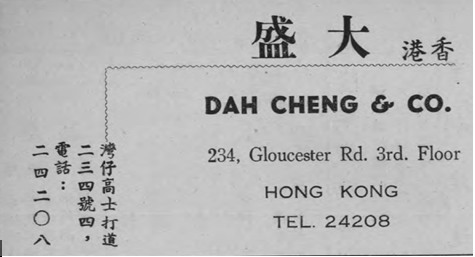 香港 大盛
DAH CHENG & CO.
234, Gloucester Rd. 3rd. Floor
HONG KONG
TEL. 24208
灣仔高士打道
二三四號四，
電話：
二四二〇八